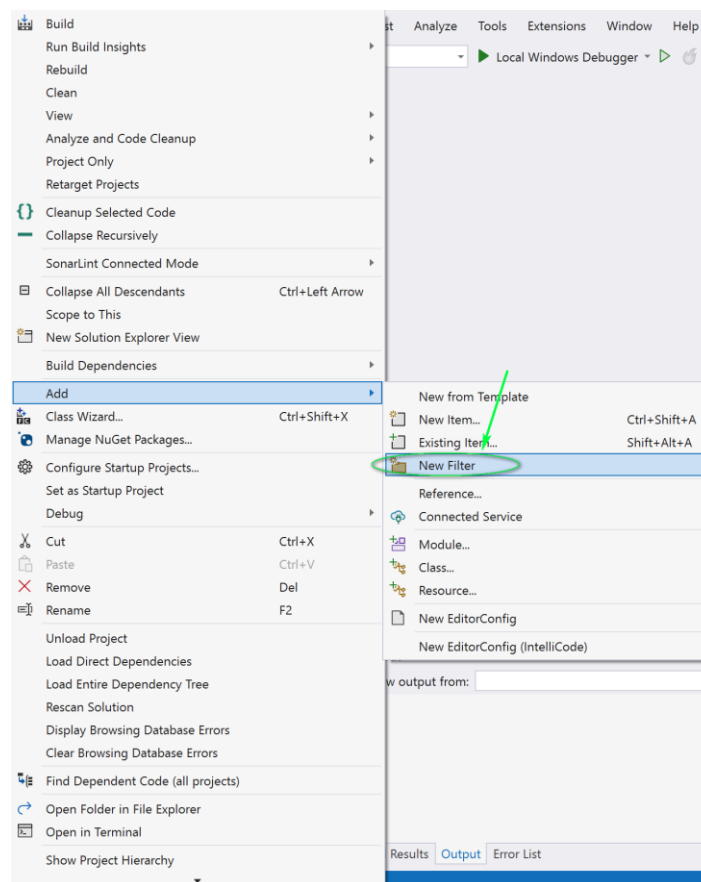 Build
Run Build Insights
Rebuild
Clean
View
Analyze and Code Cleanup
Project Only
Retarget Projects
Cleanup Selected Code
Collapse Recursively
SonarLint Connected Mode
Collapse All Descendants Ctrl+Left Arrow
Scope to This
New Solution Explorer View
Build Dependencies
Add
Class Wizard... Ctrl+Shift+X
Manage NuGet Packages...
Configure Startup Projects...
Set as Startup Project
Debug
Cut Ctrl+X
Paste Ctrl+V
Remove Del
Rename F2
Unload Project
Load Direct Dependencies
Load Entire Dependency Tree
Rescan Solution
Display Browsing Database Errors
Clear Browsing Database Errors
Find Dependent Code (all projects)
Open Folder in File Explorer
Open in Terminal
Show Project Hierarchy
st Analyze Tools Extensions Window Help
Local Windows Debugger
New from Template
New Item... Ctrl+Shift+A
Existing Item... Shift+Alt+A
New Filter
Reference...
Connected Service
Module...
Class...
Resource...
New EditorConfig
New EditorConfig (IntelliCode)
w output from:
Results Output Error List